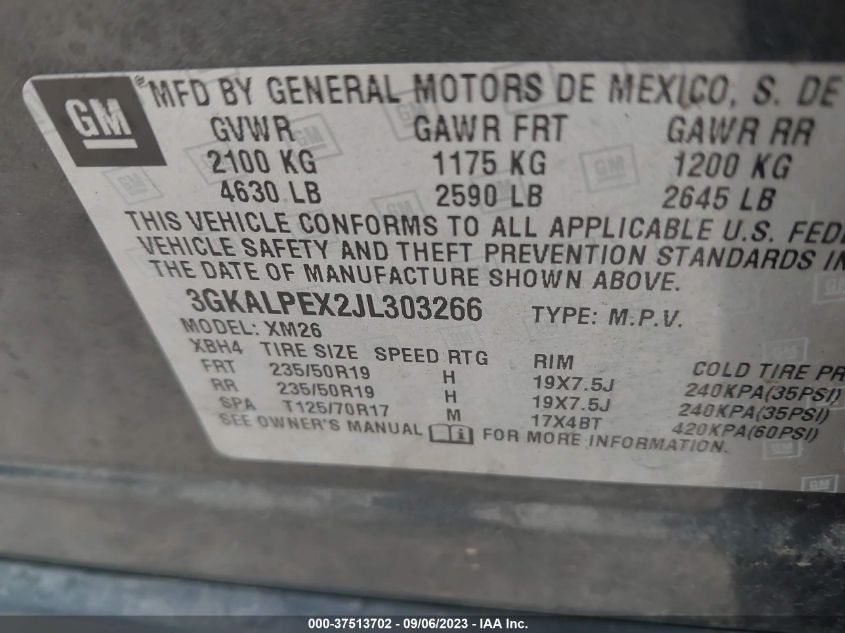 GM ® MFD BY GENERAL MOTORS DE MEXICO, S. DE
GVWR GAWR FRT GAWR RR
2100 KG 1175 KG 1200 KG
4630 LB 2590 LB 2645 LB
THIS VEHICLE CONFORMS TO ALL APPLICABLE U.S. FEDE
VEHICLE SAFETY AND THEFT PREVENTION STANDARDS IN
THE DATE OF MANUFACTURE SHOWN ABOVE.
3GKALPEX2JL303266 TYPE: M.P.V.
MODEL: XM26
XBH4 TIRE SIZE SPEED RTG RIM COLD TIRE PR
FRT 235/50R19 H 19X7.5J 240KPA(35PSI)
RR 235/50R19 H 19X7.5J 240KPA(35PSI)
SPA T125/70R17 M 17X4BT 420KPA(60PSI)
SEE OWNER'S MANUAL FOR MORE INFORMATION.
000-37513702 - 09/06/2023 - IAA Inc.